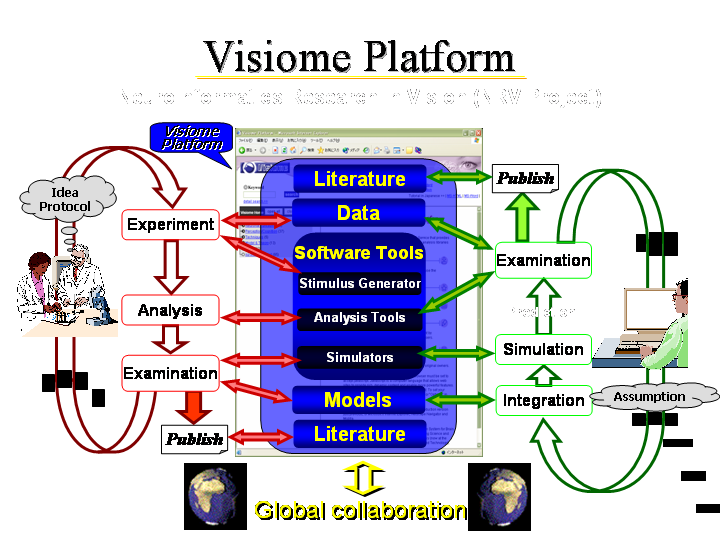 Visiome Platform
NeuroInformatics Research in Vision (NRV Project)
Visiome
Platform
Idea
Protocol
Literature
Publish
Data
Experiment
Software Tools
Examination
Stimulus Generator
Analysis
Analysis Tools
Simulators
Simulation
Examination
Models
Integration
Assumption
Publish
Literature
Global collaboration